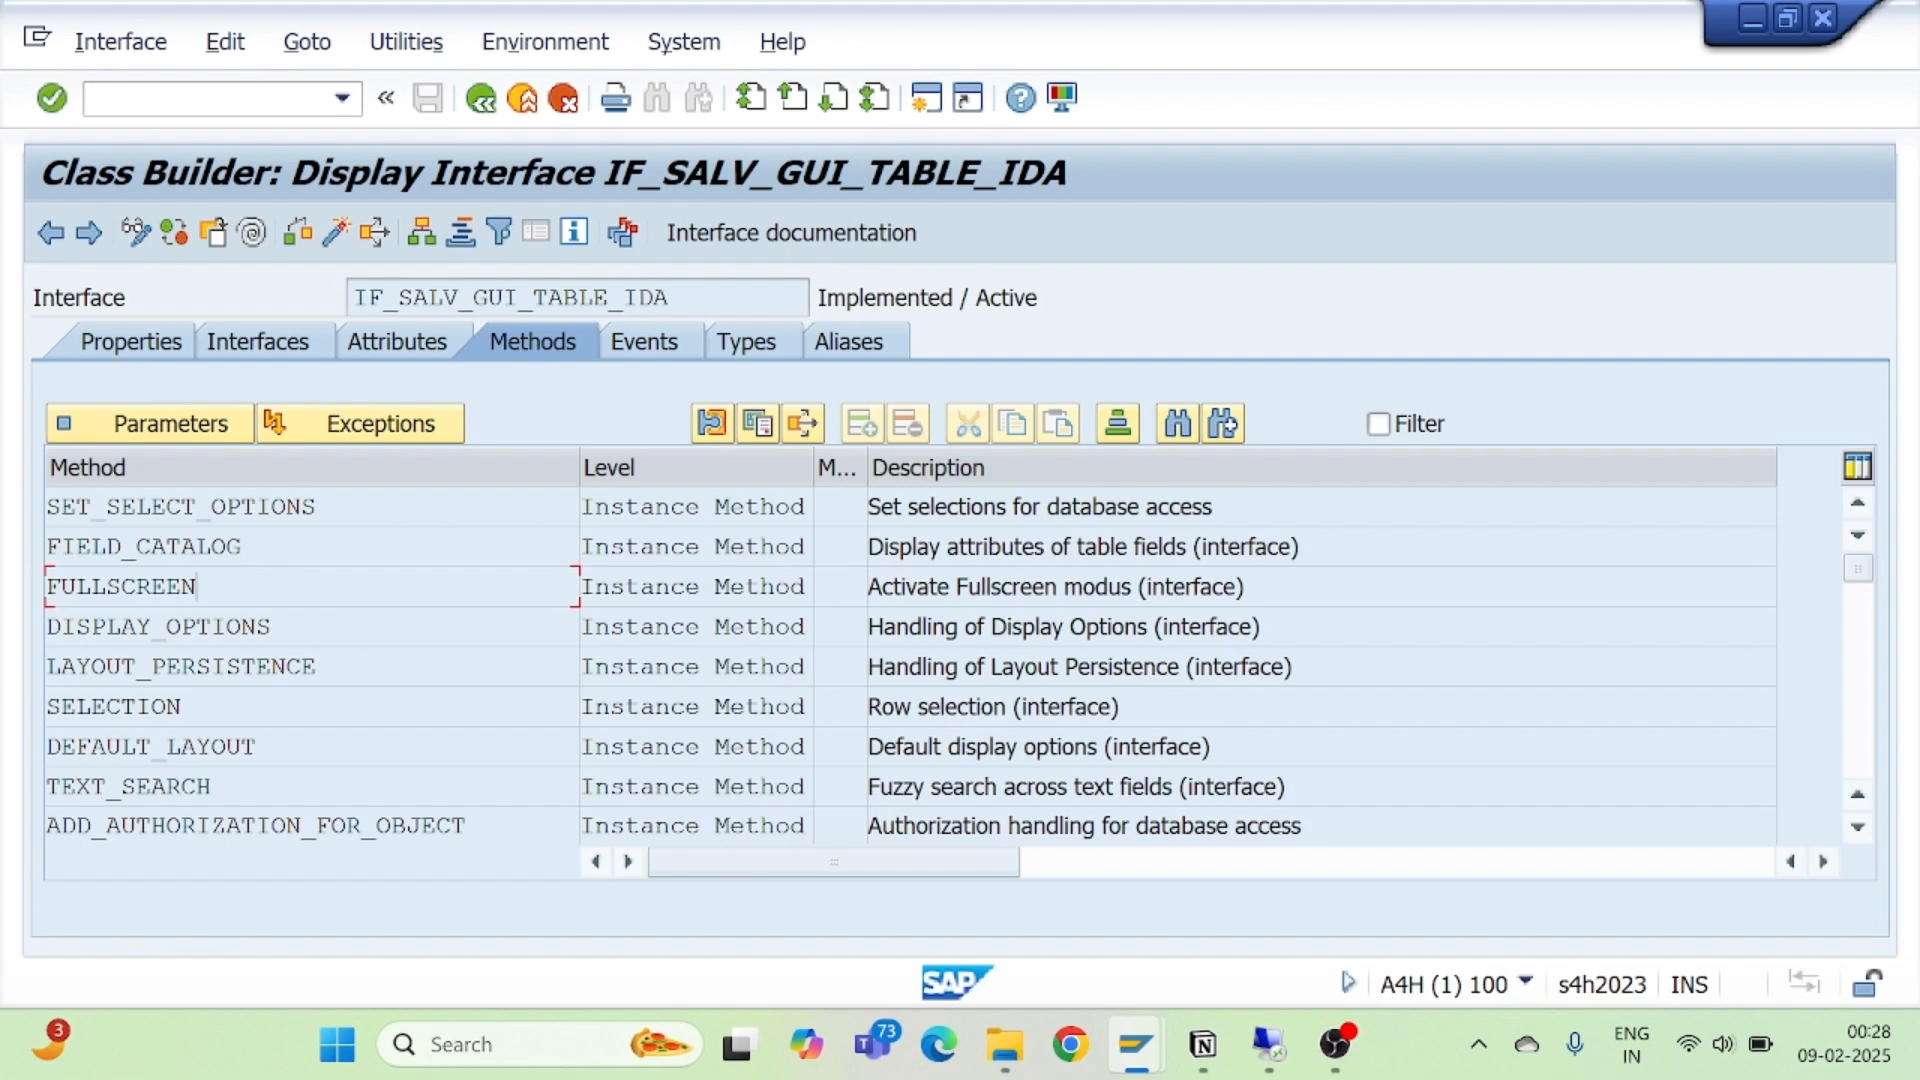 Interface Edit Goto Utilities Environment System Help
Class Builder: Display Interface IF_SALV_GUI_TABLE_IDA
Interface documentation
Interface IF_SALV_GUI_TABLE_IDA Implemented / Active
Properties Interfaces Attributes Methods Events Types Aliases
Parameters Exceptions Filter
Method Level M... Description
SET_SELECT_OPTIONS Instance Method Set selections for database access
FIELD_CATALOG Instance Method Display attributes of table fields (interface)
FULLSCREEN Instance Method Activate Fullscreen modus (interface)
DISPLAY_OPTIONS Instance Method Handling of Display Options (interface)
LAYOUT_PERSISTENCE Instance Method Handling of Layout Persistence (interface)
SELECTION Instance Method Row selection (interface)
DEFAULT_LAYOUT Instance Method Default display options (interface)
TEXT_SEARCH Instance Method Fuzzy search across text fields (interface)
ADD_AUTHORIZATION_FOR_OBJECT Instance Method Authorization handling for database access
SAP A4H (1) 100 s4h2023 INS
3 Search 73 ENG 00:28
IN 09-02-2025